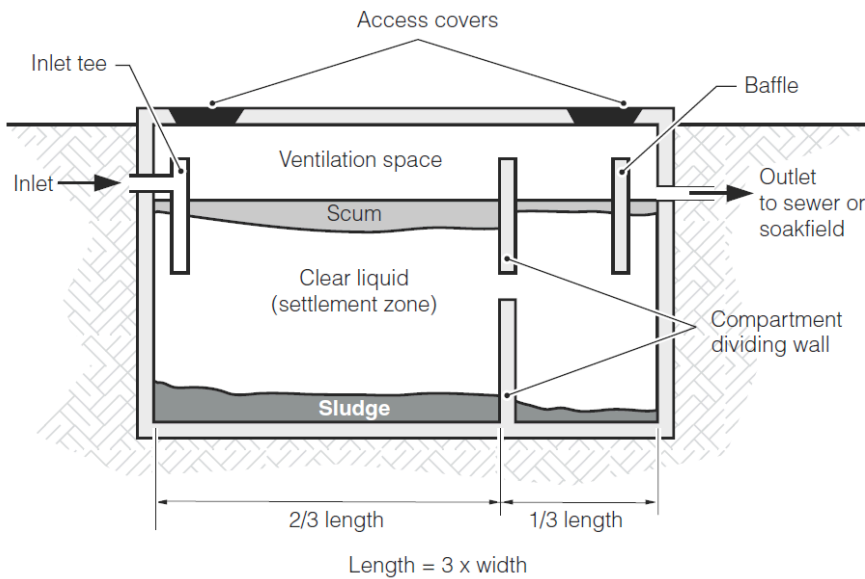 Access covers
Inlet tee
Baffle
Ventilation space
Inlet
Outlet
to sewer or
soakfield
Scum
Clear liquid
(settlement zone)
Compartment
dividing wall
Sludge
2/3 length
1/3 length
Length = 3 x width